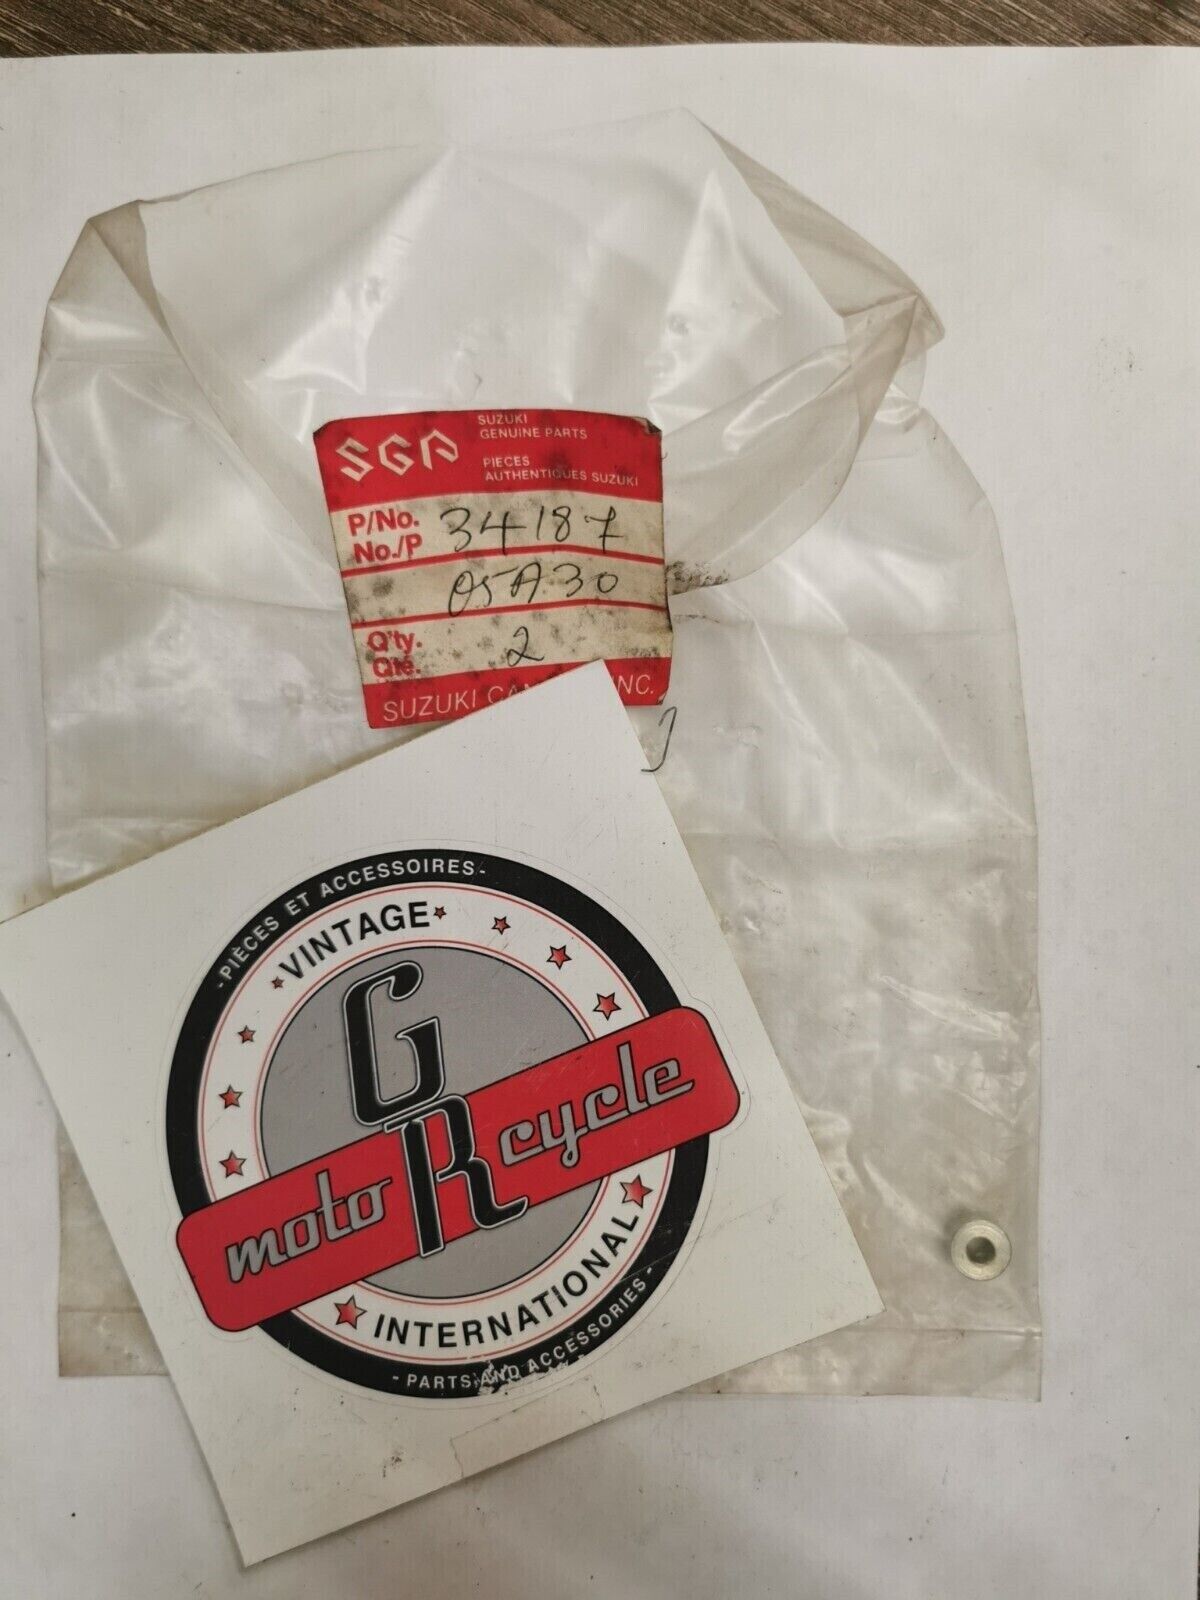 SGP
SUZUKI
GENUINE PARTS
PIECES
AUTHENTIQUES SUZUKI
P/No. 34187
No./P
05A30
Q'ty. 2
Qté.
SUZUKI INC.
- PIÈCES ET ACCESSOIRES -
VINTAGE
GR
moto cycle
INTERNATIONAL
- PARTS AND ACCESSORIES -